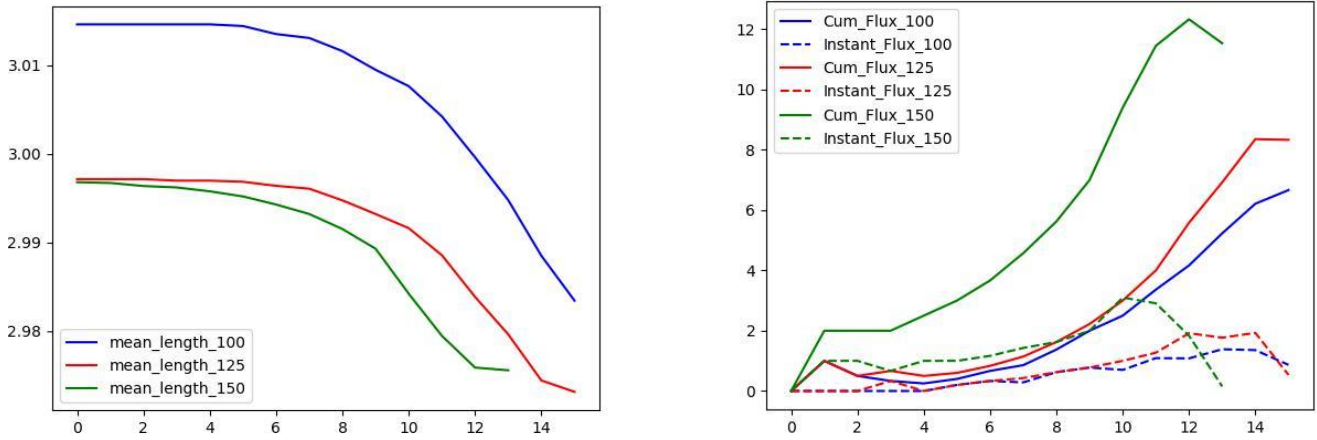 3.01
3.00
2.99
2.98
mean_length_100
mean_length_125
mean_length_150
0 2 4 6 8 10 12 14
12
10
8
6
4
2
0
Cum_Flux_100
Instant_Flux_100
Cum_Flux_125
Instant_Flux_125
Cum_Flux_150
Instant_Flux_150
0 2 4 6 8 10 12 14